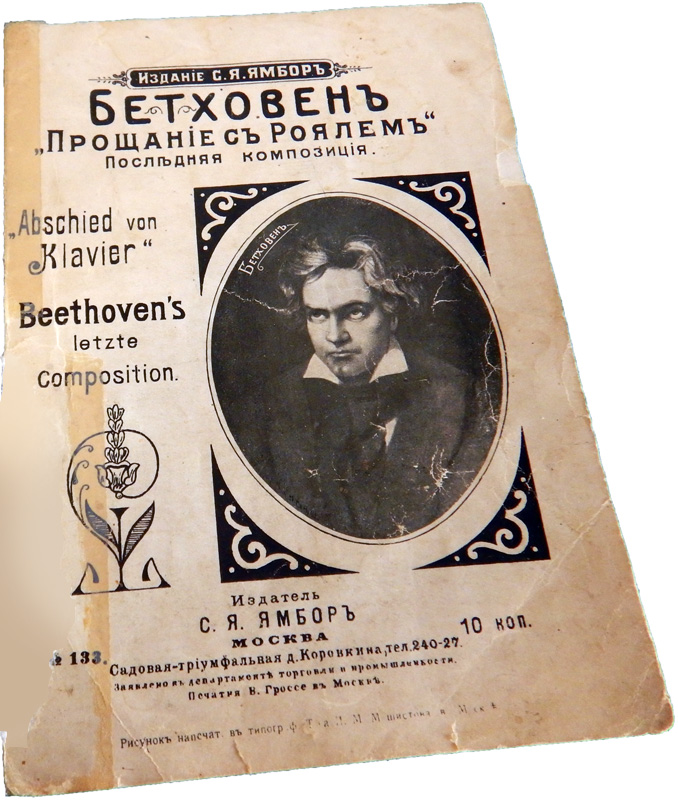 Изданіе С. Я. ЯМБОРЪ
БЕТХОВЕНЪ
„ПРОЩАНІЕ СЪ РОЯЛЕМЪ“
Послѣдняя композиція.
„Abschied von
Klavier“
Beethoven's
letzte
Composition.
Бетховенъ
Издатель
С. Я. ЯМБОРЪ
МОСКВА
10 коп.
№ 133.
Садовая-тріумфальная д. Коровкина, тел. 240-27.
Заявлено въ департаментѣ торговли и промышленности.
Печатня В. Гроссе въ Москвѣ.
Рисунокъ напечат. въ типогр.